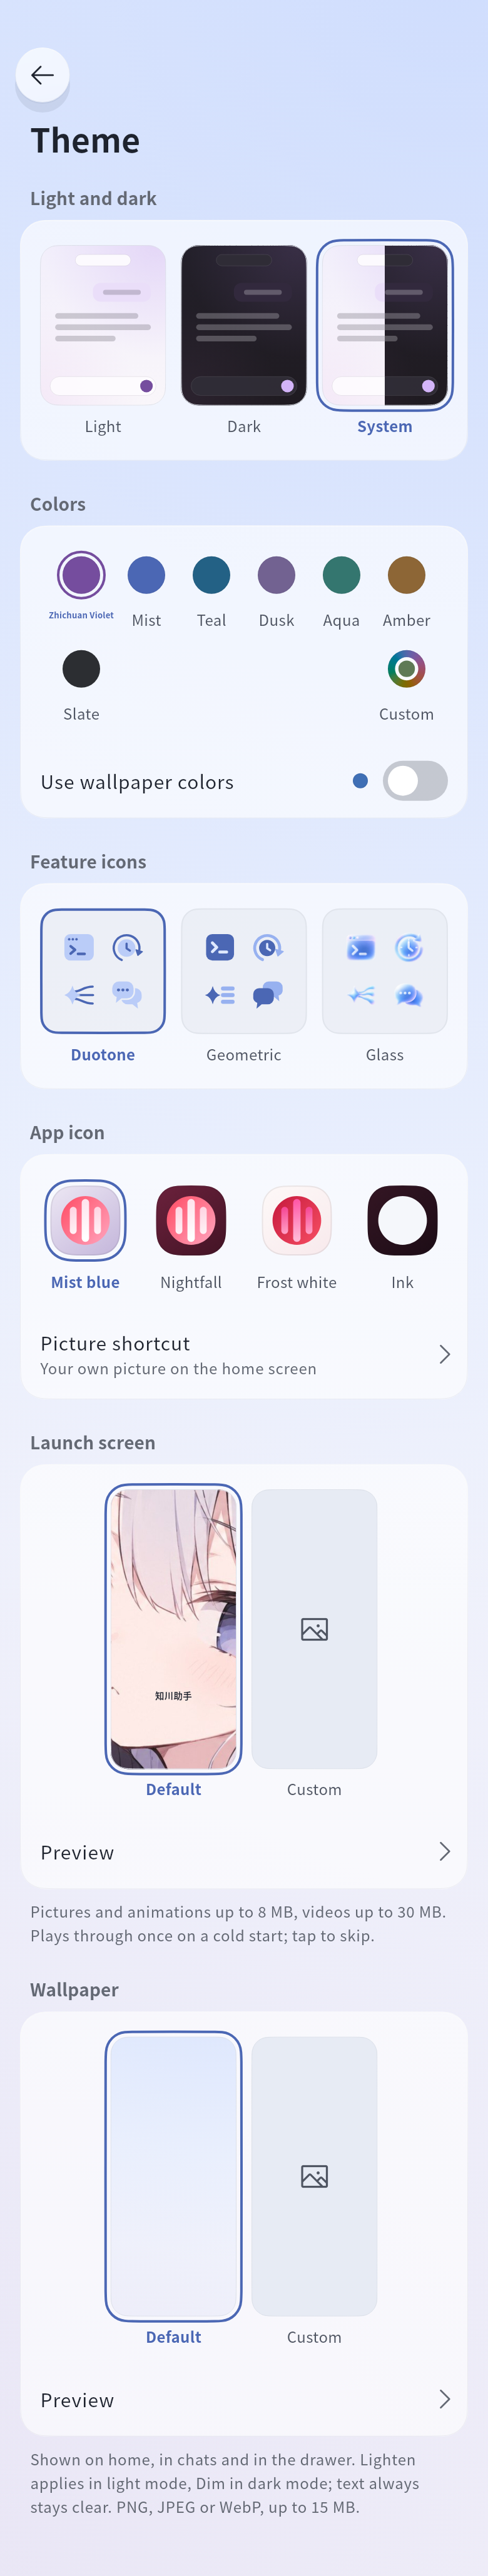 Theme
Light and dark
Light
Dark
System
Colors
Zhichuan Violet
Mist
Teal
Dusk
Aqua
Amber
Slate
Custom
Use wallpaper colors
Feature icons
Duotone
Geometric
Glass
App icon
Mist blue
Nightfall
Frost white
Ink
Picture shortcut
Your own picture on the home screen
Launch screen
知川助手
Default
Custom
Preview
Pictures and animations up to 8 MB, videos up to 30 MB.
Plays through once on a cold start; tap to skip.
Wallpaper
Default
Custom
Preview
Shown on home, in chats and in the drawer. Lighten
applies in light mode, Dim in dark mode; text always
stays clear. PNG, JPEG or WebP, up to 15 MB.